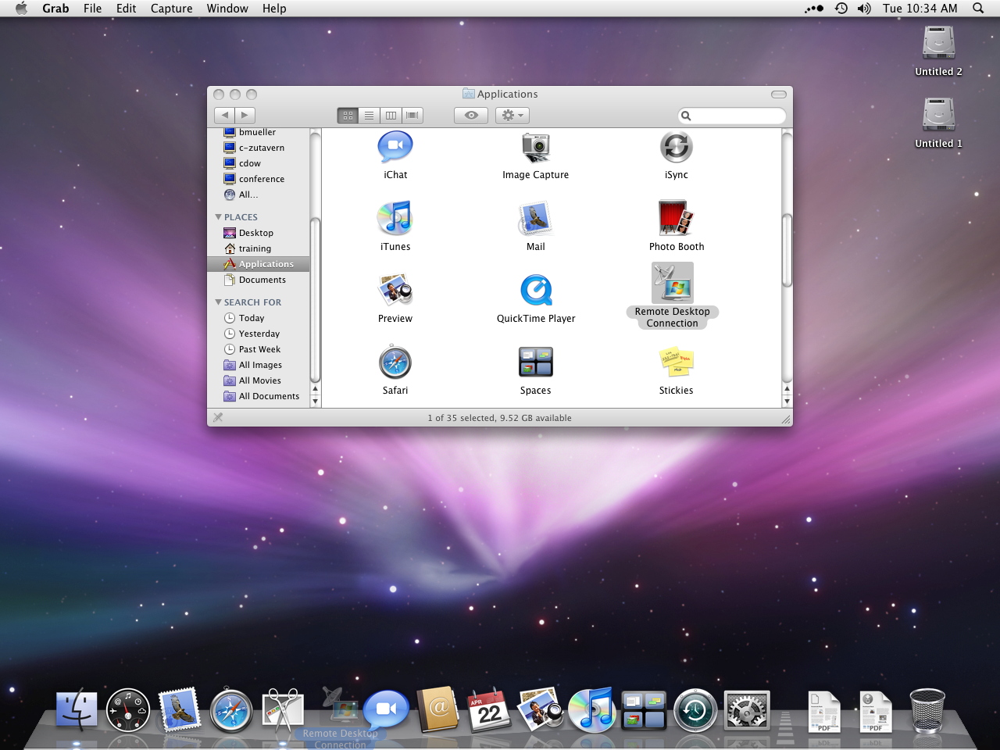 Grab File Edit Capture Window Help
Tue 10:34 AM
Untitled 2
Untitled 1
Applications
bmueller
c-zutavern
cdow
conference
All...
PLACES
Desktop
training
Applications
Documents
SEARCH FOR
Today
Yesterday
Past Week
All Images
All Movies
All Documents
iChat
Image Capture
iSync
iTunes
Mail
Photo Booth
Preview
QuickTime Player
Remote Desktop
Connection
Safari
Spaces
Stickies
1 of 35 selected, 9.52 GB available
Remote Desktop
Connection
APR
22
PDF
PDF